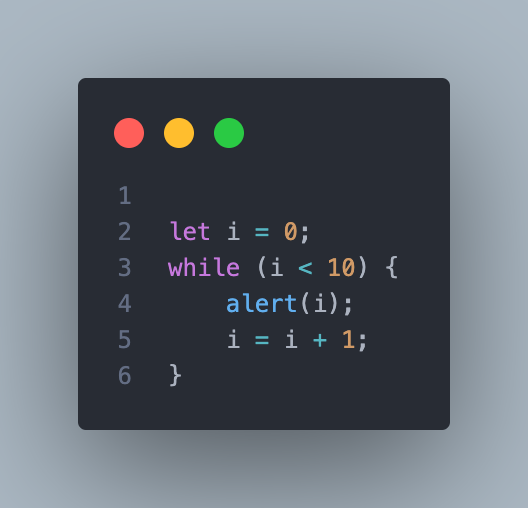 1
2 let i = 0;
3 while (i < 10) {
4     alert(i);
5     i = i + 1;
6 }